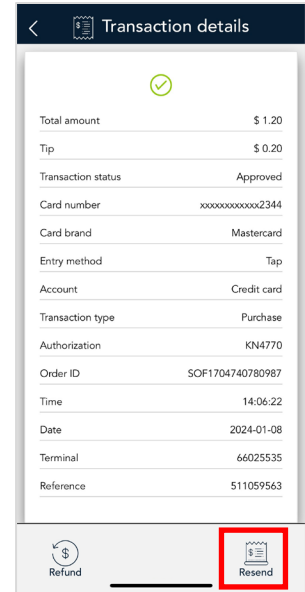 Transaction details
Total amount $ 1.20
Tip $ 0.20
Transaction status Approved
Card number xxxxxxxxxxxx2344
Card brand Mastercard
Entry method Tap
Account Credit card
Transaction type Purchase
Authorization KN4770
Order ID SOF1704740780987
Time 14:06:22
Date 2024-01-08
Terminal 66025535
Reference 511059563
Refund Resend